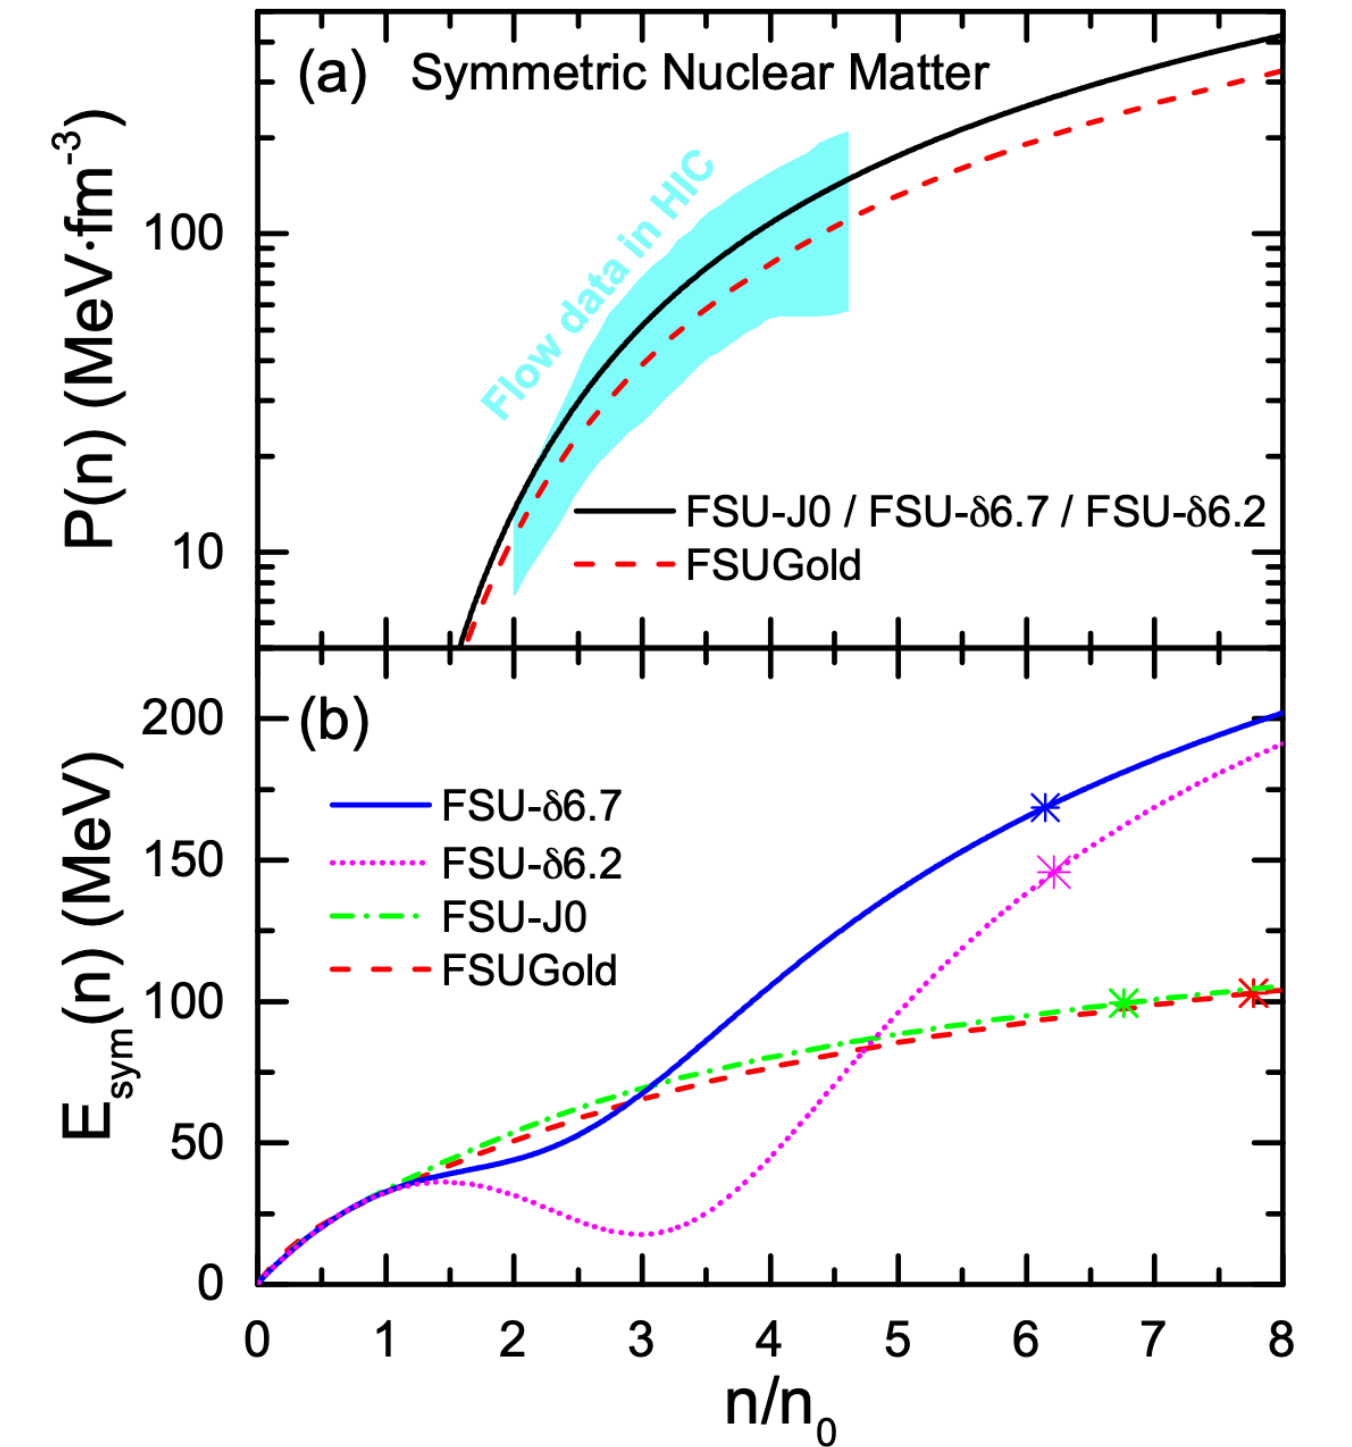 (a) Symmetric Nuclear Matter
P(n) (MeV·fm⁻³)
100
10
Flow data in HIC
FSU-J0 / FSU-δ6.7 / FSU-δ6.2
FSUGold
(b)
E_sym(n) (MeV)
200
150
100
50
0
FSU-δ6.7
FSU-δ6.2
FSU-J0
FSUGold
0 1 2 3 4 5 6 7 8
n/n₀